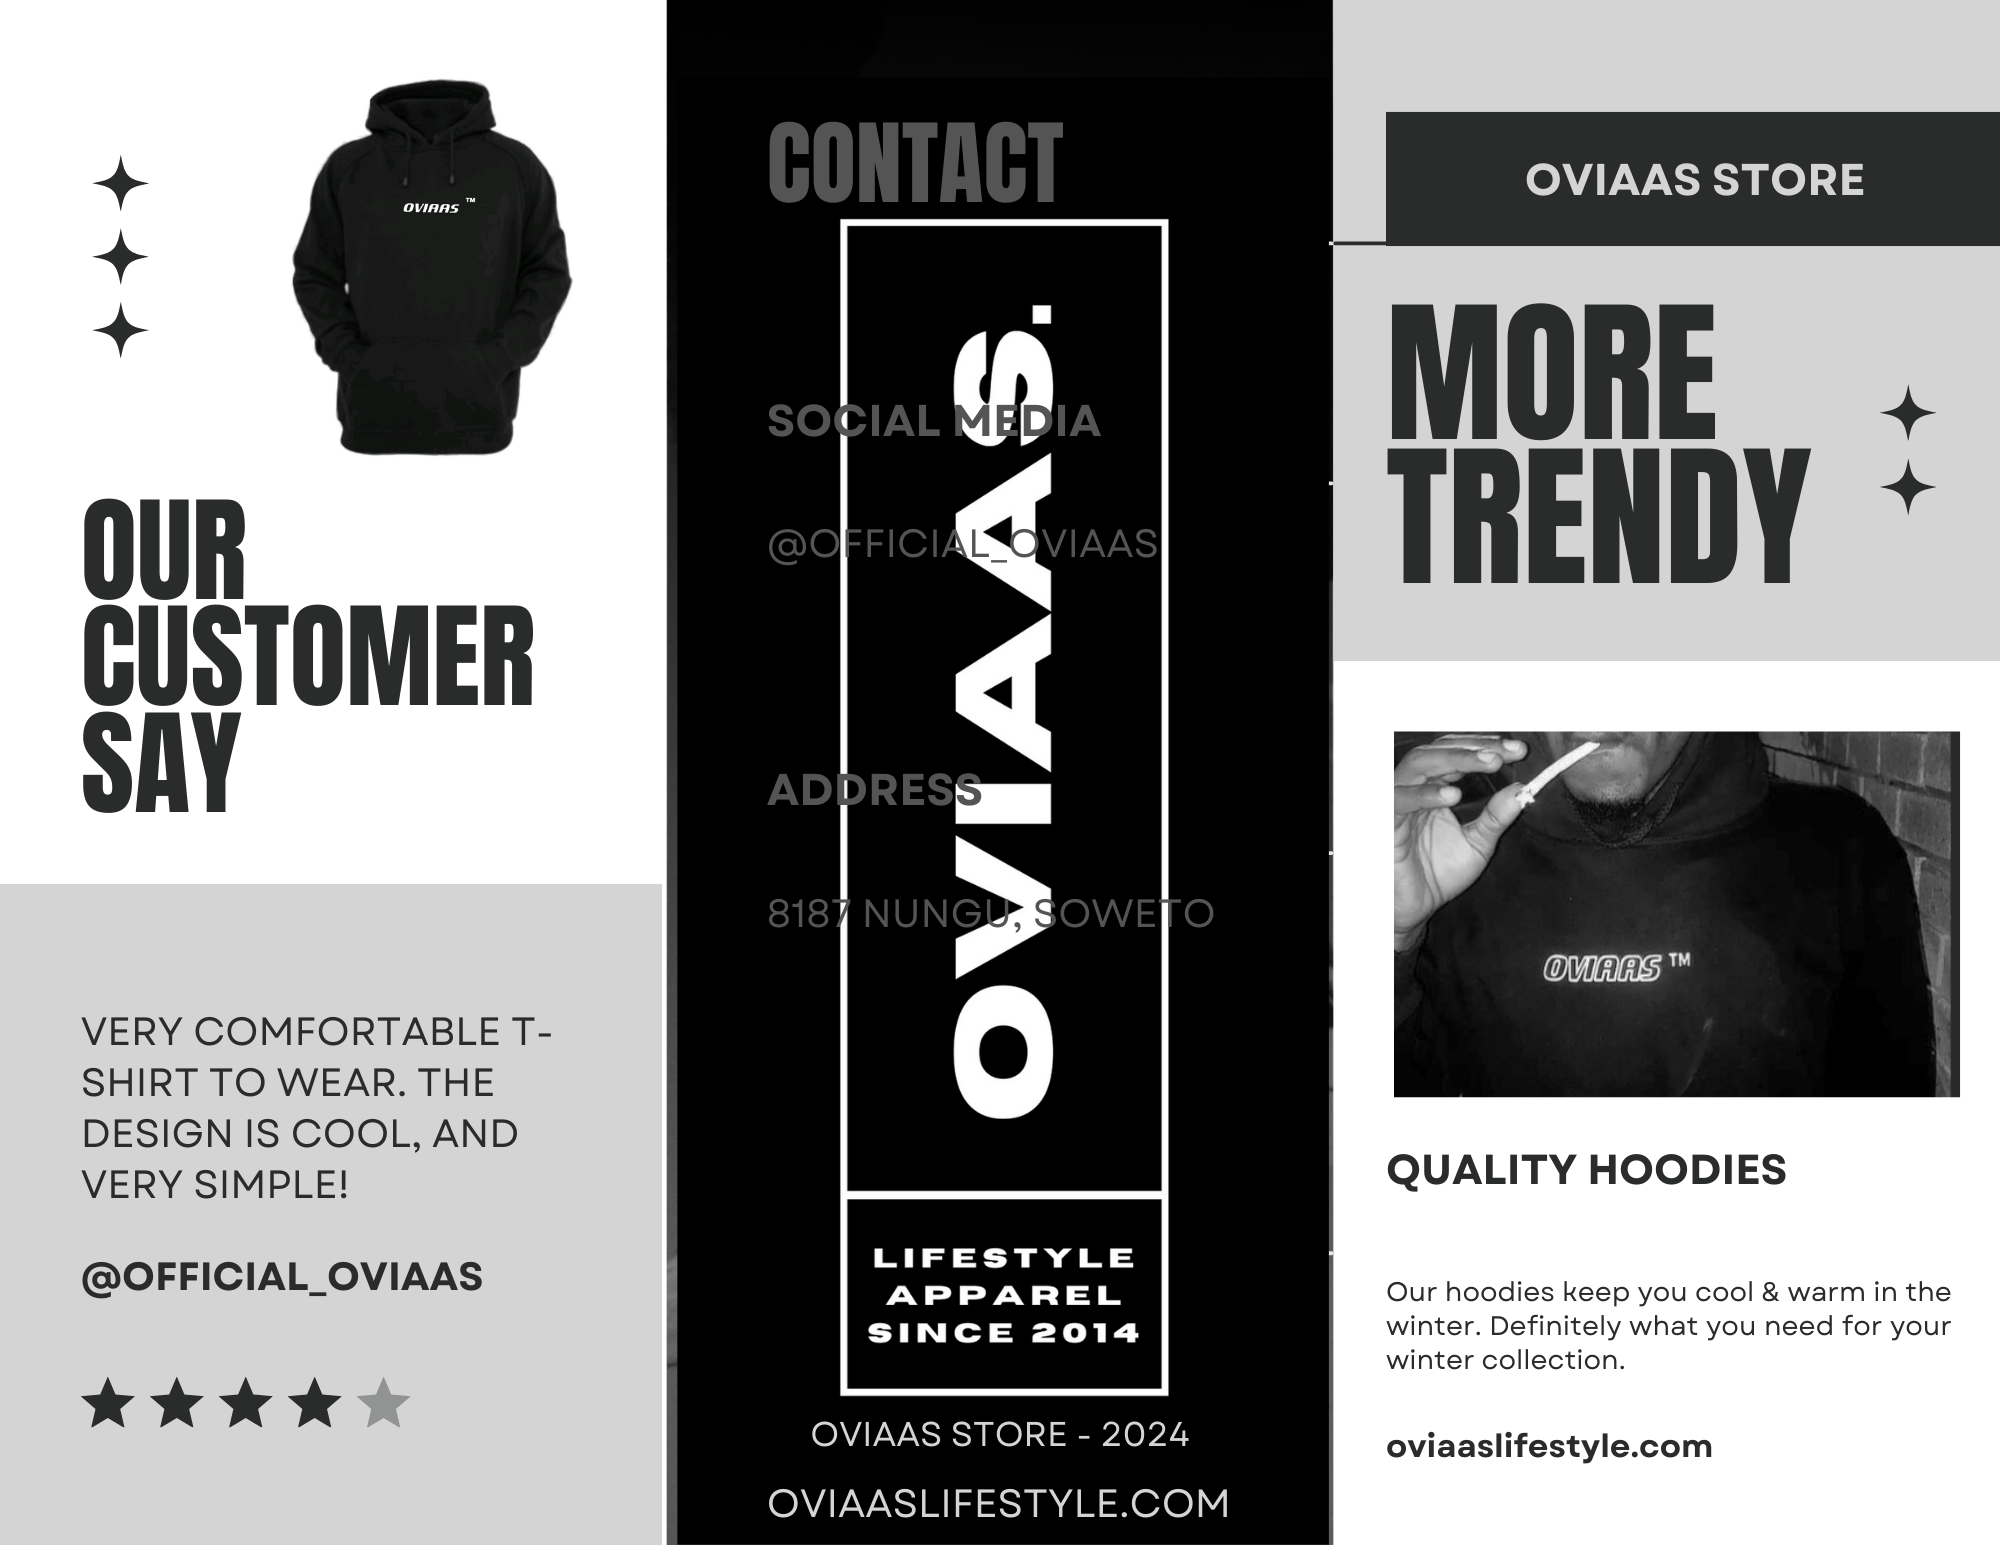 OVIAAS ™
OUR
CUSTOMER
SAY
VERY COMFORTABLE T-
SHIRT TO WEAR. THE
DESIGN IS COOL, AND
VERY SIMPLE!
@OFFICIAL_OVIAAS
CONTACT
SOCIAL MEDIA
@OFFICIAL_OVIAAS
ADDRESS
8187 NUNGU, SOWETO
OVIAAS.
LIFESTYLE
APPAREL
SINCE 2014
OVIAAS STORE - 2024
OVIAASLIFESTYLE.COM
OVIAAS STORE
MORE
TRENDY
OVIAAS ™
QUALITY HOODIES
Our hoodies keep you cool & warm in the
winter. Definitely what you need for your
winter collection.
oviaaslifestyle.com